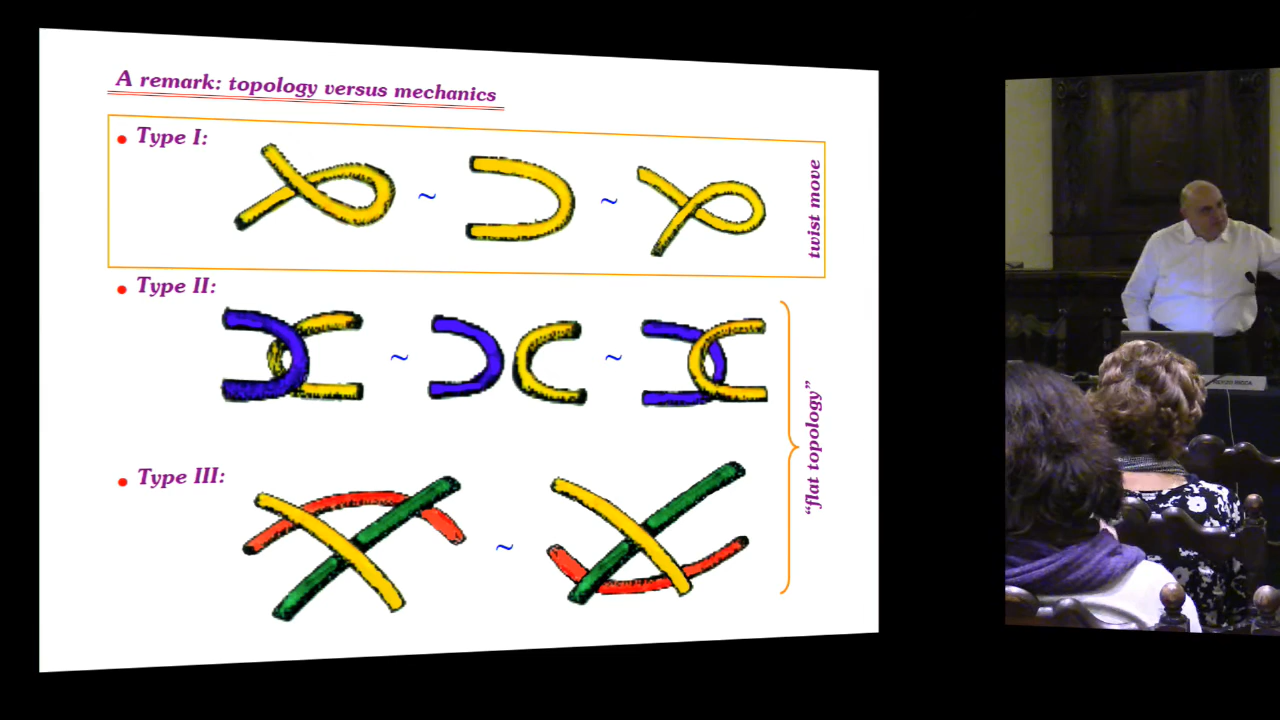 A remark: topology versus mechanics
• Type I:
~
~
twist move
• Type II:
~
~
• Type III:
~
“flat topology”